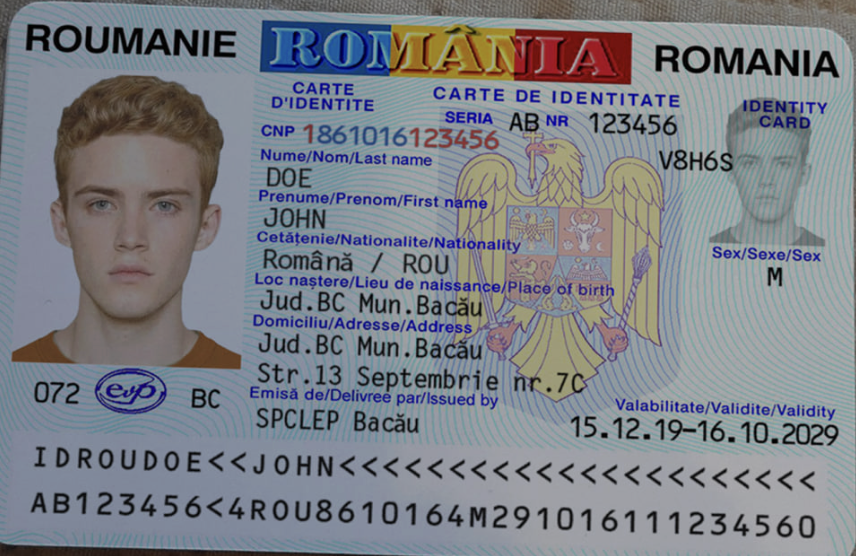 ROUMANIE ROMÂNIA ROMANIA
CARTE D'IDENTITE
CARTE DE IDENTITATE
IDENTITY CARD
SERIA AB NR 123456
CNP 1861016123456
V8H6S
Nume/Nom/Last name
DOE
Prenume/Prenom/First name
JOHN
Cetăţenie/Nationalite/Nationality
Română / ROU
Sex/Sexe/Sex
M
Loc naştere/Lieu de naissance/Place of birth
Jud.BC Mun.Bacău
Domiciliu/Adresse/Address
Jud.BC Mun.Bacău
Str.13 Septembrie nr.7C
Emisă de/Delivree par/Issued by
SPCLEP Bacău
Valabilitate/Validite/Validity
15.12.19-16.10.2029
072 evp BC
IDROUDOE<<JOHN<<<<<<<<<<<<<<<<<<<<<<
AB123456<4ROU8610164M291016111234560